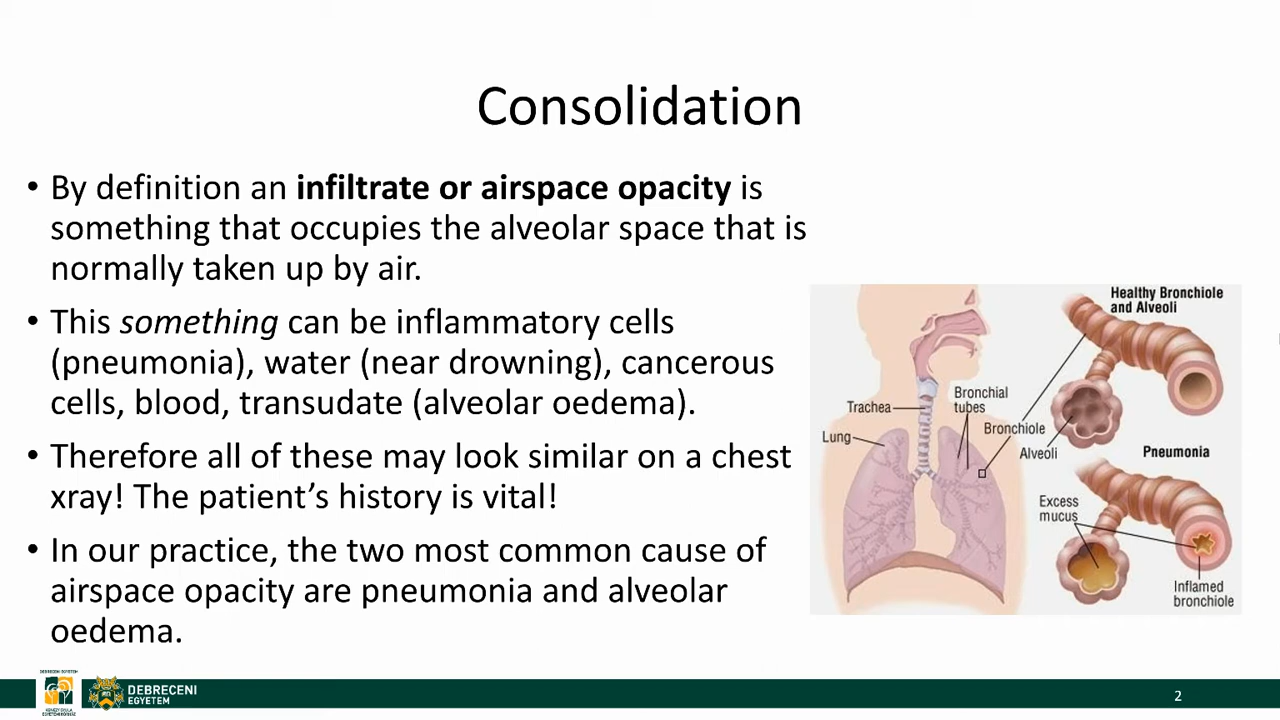 Consolidation
• By definition an infiltrate or airspace opacity is
something that occupies the alveolar space that is
normally taken up by air.
• This something can be inflammatory cells
(pneumonia), water (near drowning), cancerous
cells, blood, transudate (alveolar oedema).
• Therefore all of these may look similar on a chest
xray! The patient's history is vital!
• In our practice, the two most common cause of
airspace opacity are pneumonia and alveolar
oedema.
Healthy Bronchiole
and Alveoli
Bronchial
tubes
Trachea
Bronchiole
Lung
Alveoli
Pneumonia
Excess
mucus
Inflamed
bronchiole
DEBRECENI EGYETEM
DEBRECENI
EGYETEM
2